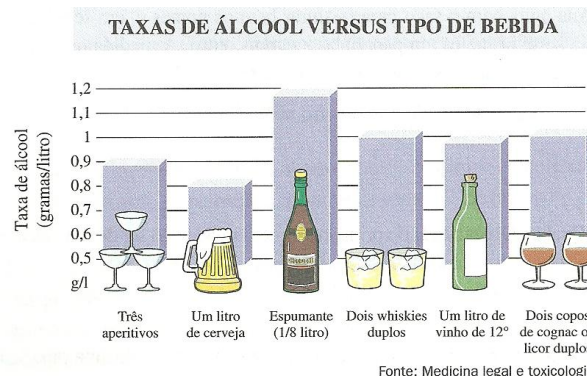 TAXAS DE ÁLCOOL VERSUS TIPO DE BEBIDA
Taxa de álcool
(gramas/litro)
1,2
1,1
1
0,9
0,8
0,7
0,6
0,5
g/l
Três
aperitivos
Um litro
de cerveja
Espumante
(1/8 litro)
Dois whiskies
duplos
Um litro de
vinho de 12°
Dois copos
de cognac o
licor duplo
Fonte: Medicina legal e toxicologi